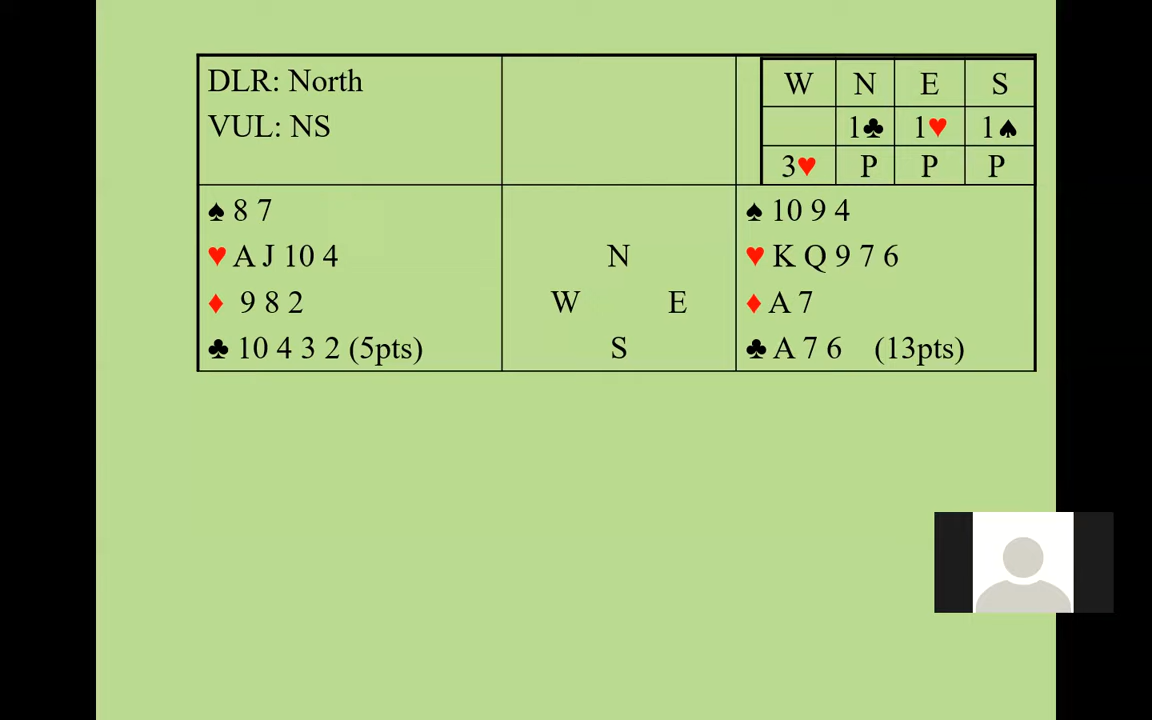 DLR: North
VUL: NS
W N E S
1♣ 1♥ 1♠
3♥ P P P
♠ 8 7
♥ A J 10 4
♦ 9 8 2
♣ 10 4 3 2 (5pts)
N
W E
S
♠ 10 9 4
♥ K Q 9 7 6
♦ A 7
♣ A 7 6 (13pts)